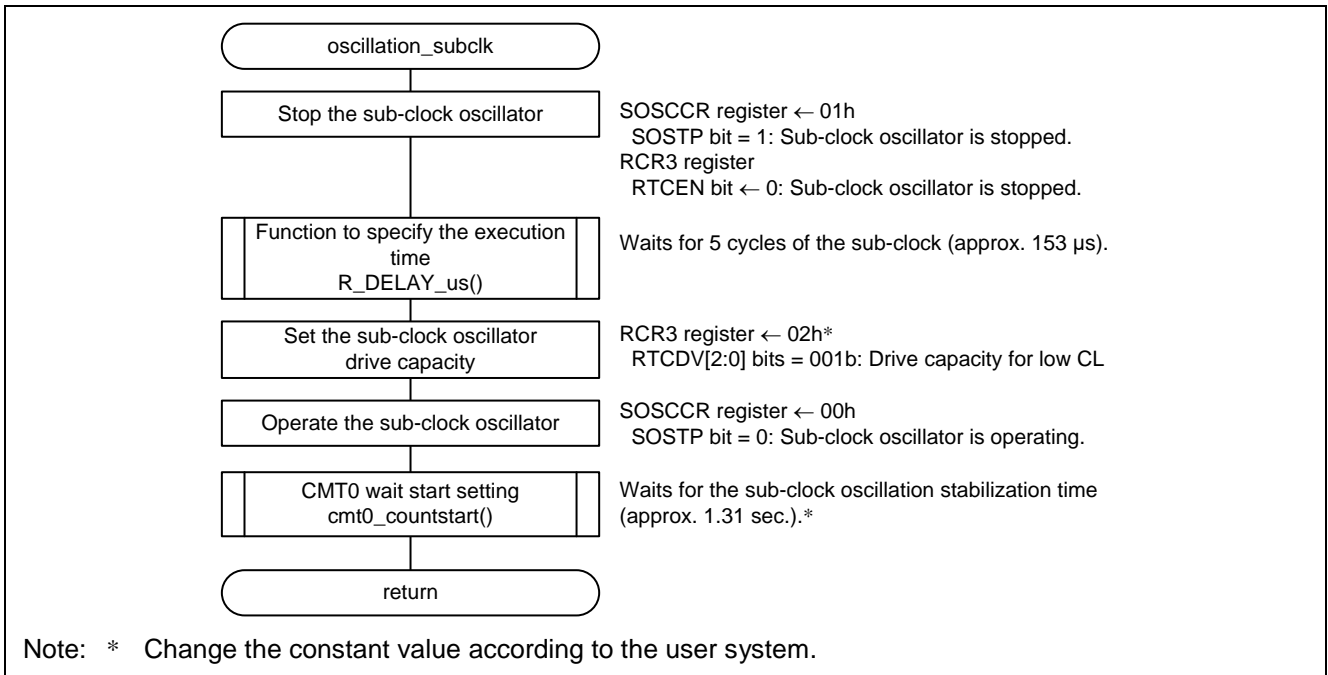 oscillation_subclk
Stop the sub-clock oscillator
SOSCCR register ← 01h
SOSTP bit = 1: Sub-clock oscillator is stopped.
RCR3 register
RTCEN bit ← 0: Sub-clock oscillator is stopped.
Function to specify the execution
time
R_DELAY_us()
Waits for 5 cycles of the sub-clock (approx. 153 µs).
Set the sub-clock oscillator
drive capacity
RCR3 register ← 02h*
RTCDV[2:0] bits = 001b: Drive capacity for low CL
Operate the sub-clock oscillator
SOSCCR register ← 00h
SOSTP bit = 0: Sub-clock oscillator is operating.
CMT0 wait start setting
cmt0_countstart()
Waits for the sub-clock oscillation stabilization time
(approx. 1.31 sec.).*
return
Note: * Change the constant value according to the user system.